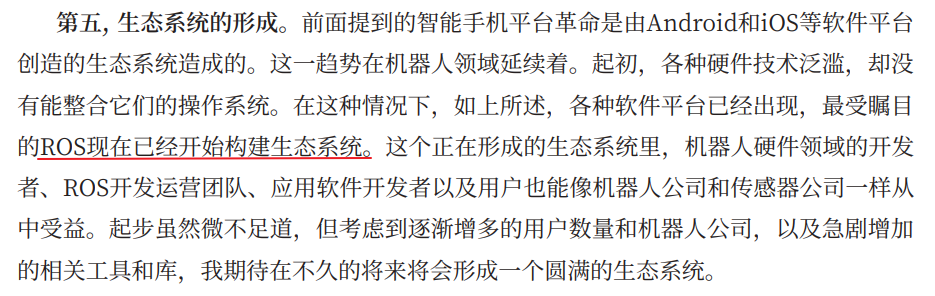 第五,生态系统的形成。前面提到的智能手机平台革命是由Android和iOS等软件平台
创造的生态系统造成的。这一趋势在机器人领域延续着。起初，各种硬件技术泛滥，却没
有能整合它们的操作系统。在这种情况下，如上所述，各种软件平台已经出现，最受瞩目
的ROS现在已经开始构建生态系统。这个正在形成的生态系统里，机器人硬件领域的开发
者、ROS开发运营团队、应用软件开发者以及用户也能像机器人公司和传感器公司一样从
中受益。起步虽然微不足道，但考虑到逐渐增多的用户数量和机器人公司，以及急剧增加
的相关工具和库，我期待在不久的将来将会形成一个圆满的生态系统。